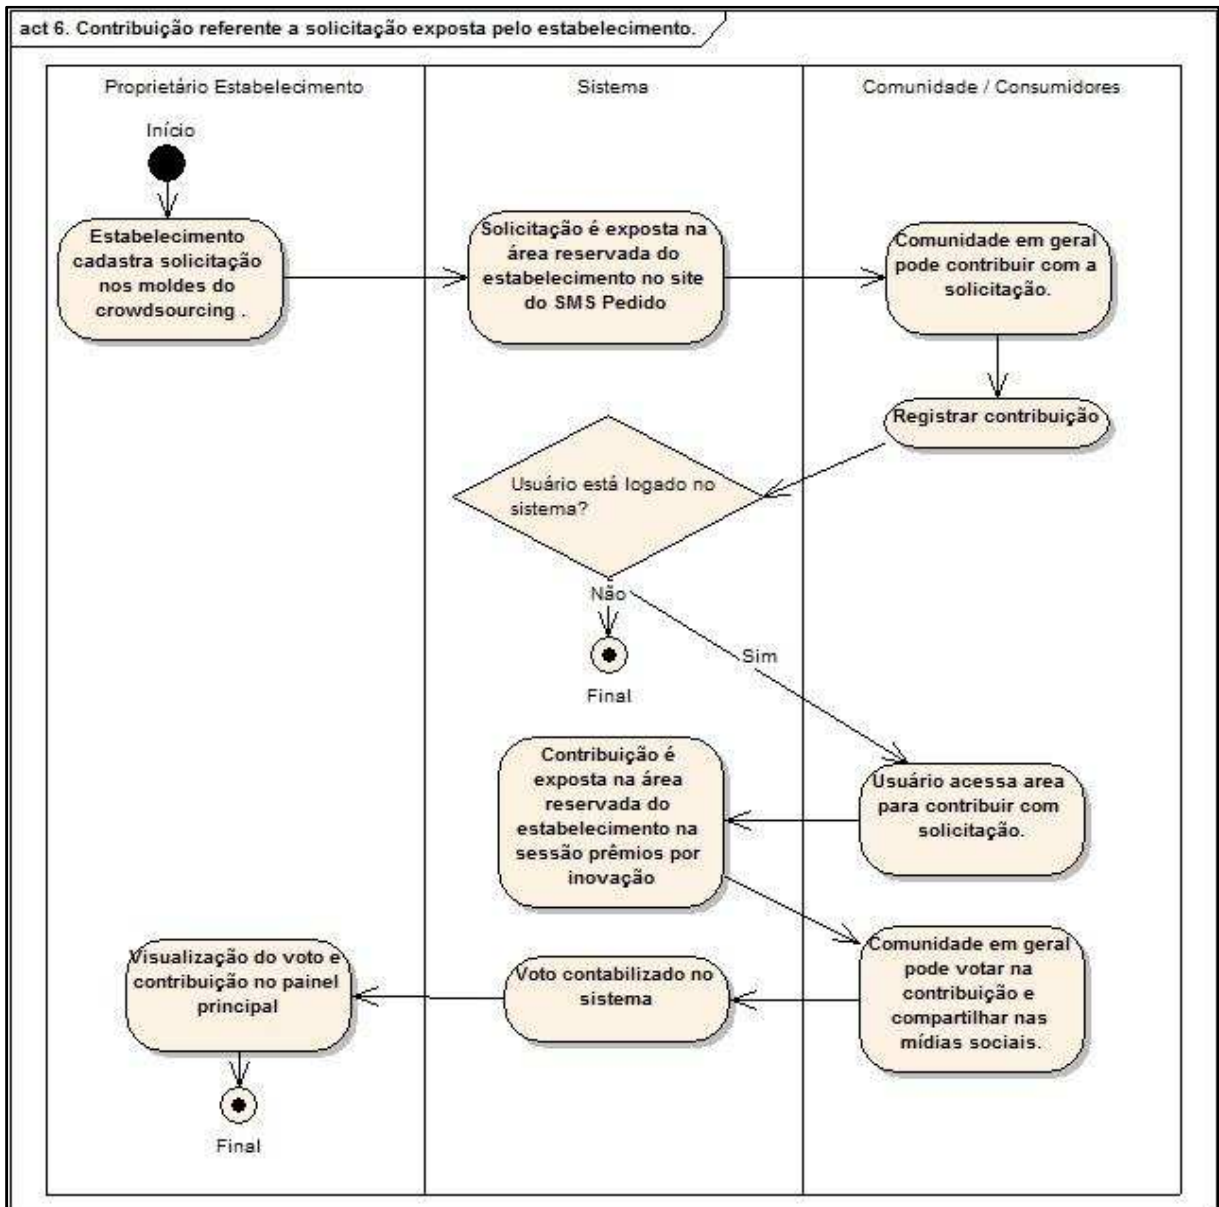 act 6. Contribuição referente a solicitação exposta pelo estabelecimento.
Proprietário Estabelecimento
Sistema
Comunidade / Consumidores
Início
Estabelecimento
cadastra solicitação
nos moldes do
crowdsourcing .
Solicitação é exposta na
área reservada do
estabelecimento no site
do SMS Pedido
Comunidade em geral
pode contribuir com a
solicitação.
Registrar contribuição
Usuário está logado no
sistema?
Não
Sim
Final
Usuário acessa area
para contribuir com
solicitação.
Contribuição é
exposta na área
reservada do
estabelecimento na
sessão prêmios por
inovação
Comunidade em geral
pode votar na
contribuição e
compartilhar nas
mídias sociais.
Voto contabilizado no
sistema
Visualização do voto e
contribuição no painel
principal
Final